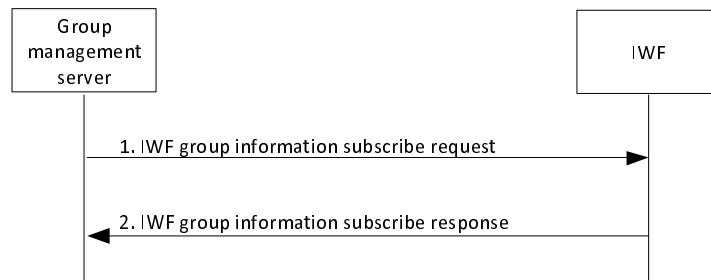 Group
management
server
IWF
1. IWF group information subscribe request
2. IWF group information subscribe response